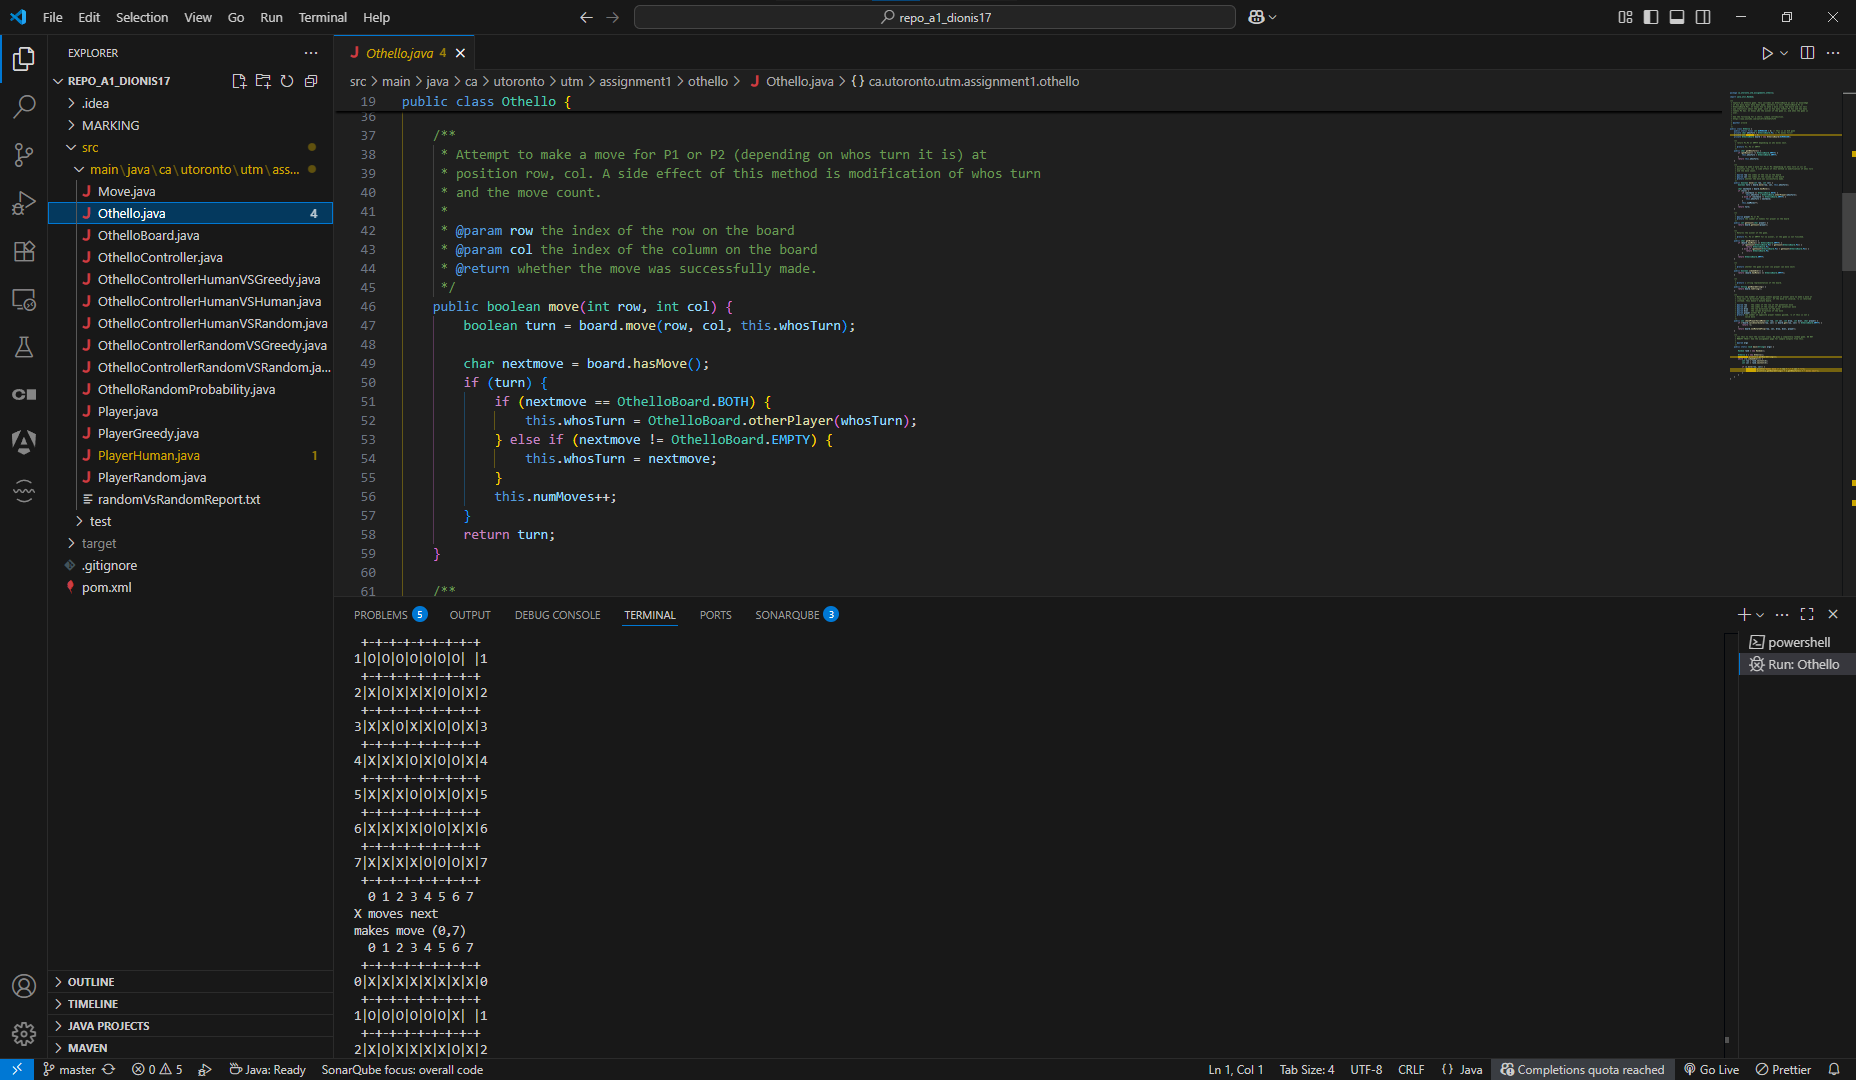 File Edit Selection View Go Run Terminal Help
repo_a1_dionis17
EXPLORER
REPO_A1_DIONIS17
.idea
MARKING
src
main\java\ca\utoronto\utm\ass...
Move.java
Othello.java 4
OthelloBoard.java
OthelloController.java
OthelloControllerHumanVSGreedy.java
OthelloControllerHumanVSHuman.java
OthelloControllerHumanVSRandom.java
OthelloControllerRandomVSGreedy.java
OthelloControllerRandomVSRandom.ja...
OthelloRandomProbability.java
Player.java
PlayerGreedy.java
PlayerHuman.java 1
PlayerRandom.java
randomVsRandomReport.txt
test
target
.gitignore
pom.xml
OUTLINE
TIMELINE
JAVA PROJECTS
MAVEN
Othello.java 4
src > main > java > ca > utoronto > utm > assignment1 > othello > Othello.java > {} ca.utoronto.utm.assignment1.othello
19 public class Othello {
36
37 /**
38 * Attempt to make a move for P1 or P2 (depending on whos turn it is) at
39 * position row, col. A side effect of this method is modification of whos turn
40 * and the move count.
41 *
42 * @param row the index of the row on the board
43 * @param col the index of the column on the board
44 * @return whether the move was successfully made.
45 */
46 public boolean move(int row, int col) {
47 boolean turn = board.move(row, col, this.whosTurn);
48
49 char nextmove = board.hasMove();
50 if (turn) {
51 if (nextmove == OthelloBoard.BOTH) {
52 this.whosTurn = OthelloBoard.otherPlayer(whosTurn);
53 } else if (nextmove != OthelloBoard.EMPTY) {
54 this.whosTurn = nextmove;
55 }
56 this.numMoves++;
57 }
58 return turn;
59 }
60
61 /**
PROBLEMS 5 OUTPUT DEBUG CONSOLE TERMINAL PORTS SONARQUBE 3
+-+-+-+-+-+-+-+-+
1|O|O|O|O|O|O|O| |1
+-+-+-+-+-+-+-+-+
2|X|O|X|X|X|O|O|X|2
+-+-+-+-+-+-+-+-+
3|X|X|O|X|X|O|O|X|3
+-+-+-+-+-+-+-+-+
4|X|X|X|O|X|O|O|X|4
+-+-+-+-+-+-+-+-+
5|X|X|X|O|O|X|O|X|5
+-+-+-+-+-+-+-+-+
6|X|X|X|X|O|O|X|X|6
+-+-+-+-+-+-+-+-+
7|X|X|X|X|O|O|O|X|7
+-+-+-+-+-+-+-+-+
0 1 2 3 4 5 6 7
X moves next
makes move (0,7)
0 1 2 3 4 5 6 7
+-+-+-+-+-+-+-+-+
0|X|X|X|X|X|X|X|X|0
+-+-+-+-+-+-+-+-+
1|O|O|O|O|O|O|X| |1
+-+-+-+-+-+-+-+-+
2|X|O|X|X|X|X|O|X|2
powershell
Run: Othello
master 0 5 Java: Ready SonarQube focus: overall code
Ln 1, Col 1 Tab Size: 4 UTF-8 CRLF {} Java Completions quota reached Go Live Prettier